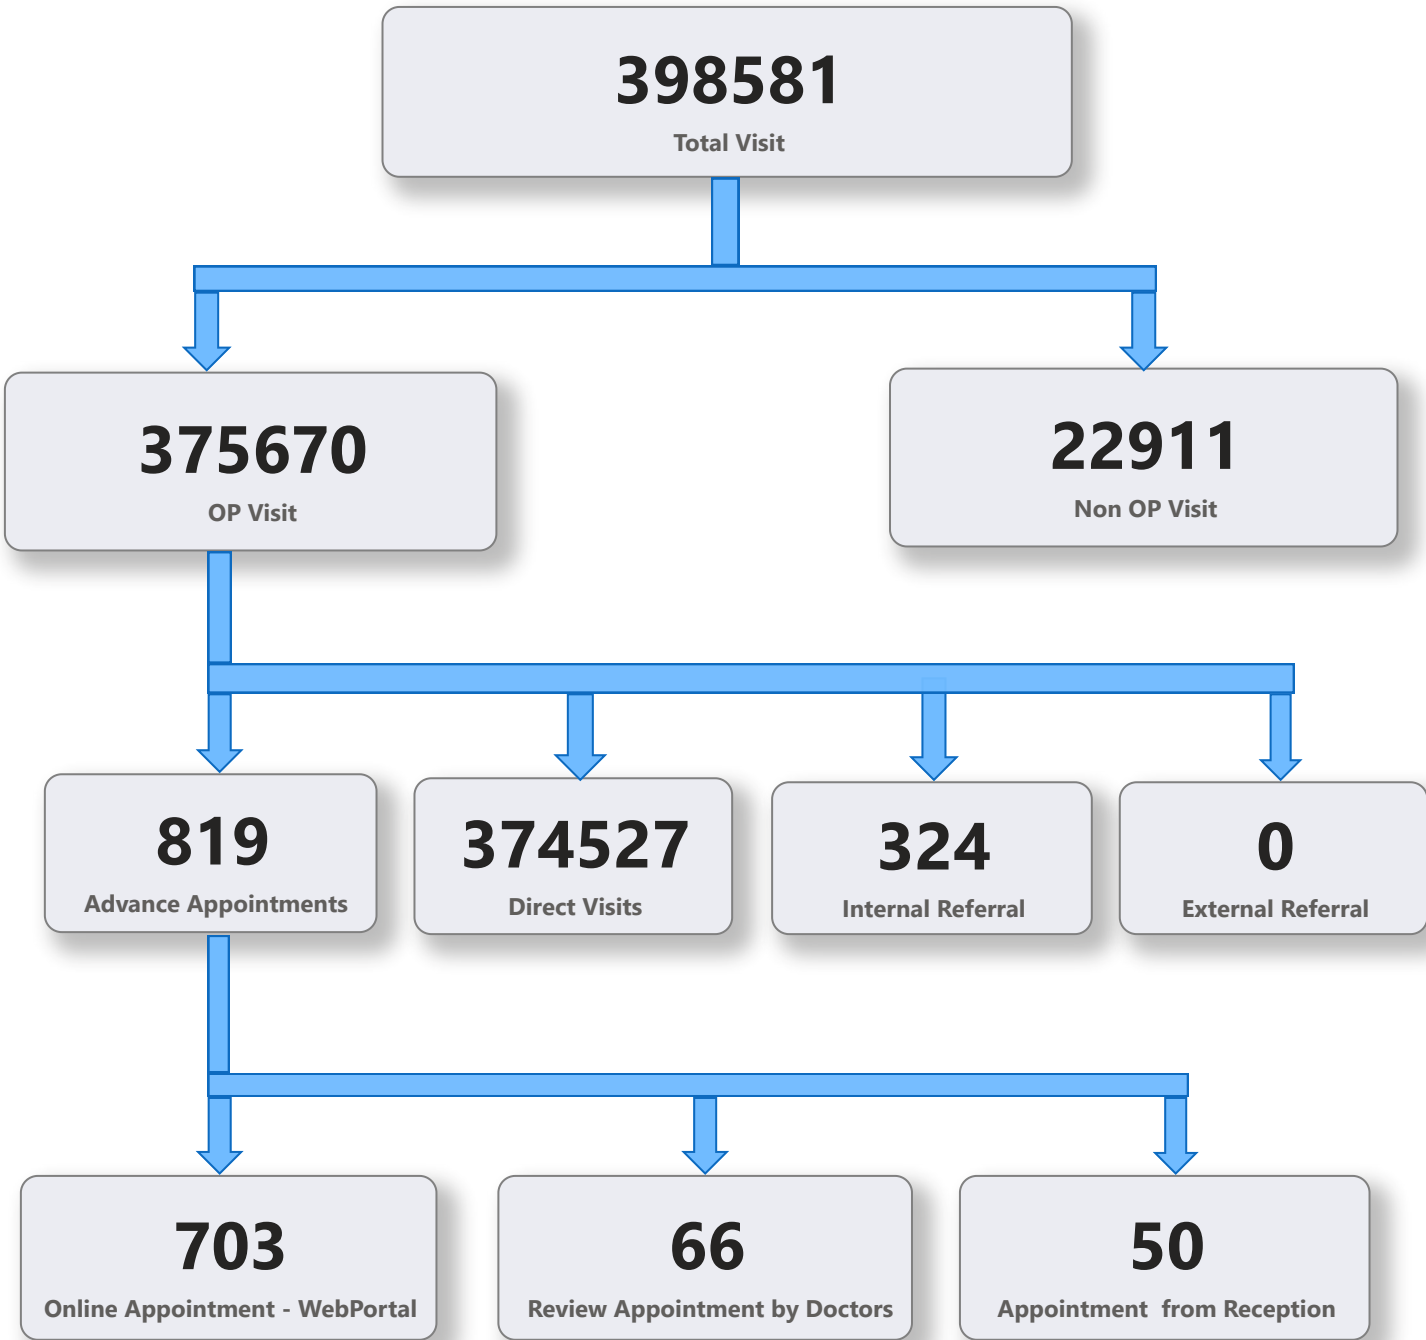 398581
Total Visit
375670
OP Visit
22911
Non OP Visit
819
Advance Appointments
374527
Direct Visits
324
Internal Referral
0
External Referral
703
Online Appointment - WebPortal
66
Review Appointment by Doctors
50
Appointment  from Reception